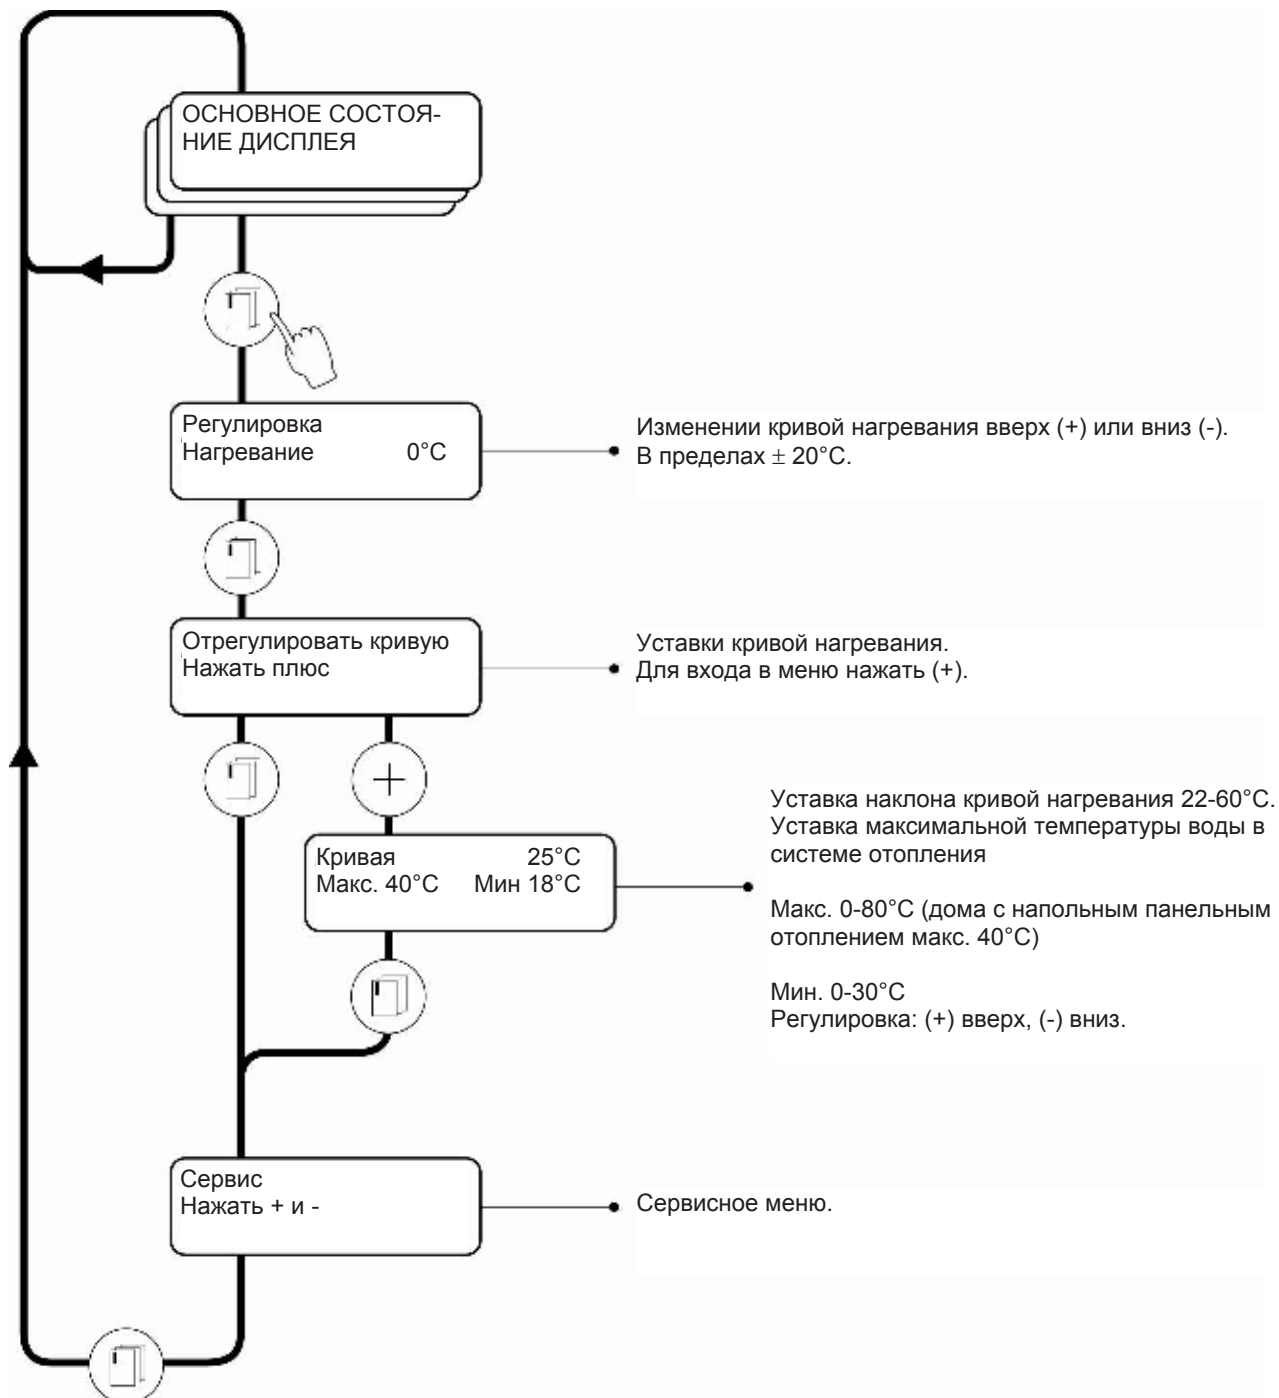 ОСНОВНОЕ СОСТОЯ-
НИЕ ДИСПЛЕЯ
Регулировка
Нагревание 0°C
Изменении кривой нагревания вверх (+) или вниз (-).
В пределах ± 20°C.
Отрегулировать кривую
Нажать плюс
Уставки кривой нагревания.
Для входа в меню нажать (+).
+
Кривая 25°C
Макс. 40°C Мин 18°C
Уставка наклона кривой нагревания 22-60°C.
Уставка максимальной температуры воды в
системе отопления
Макс. 0-80°C (дома с напольным панельным
отоплением макс. 40°C)
Мин. 0-30°C
Регулировка: (+) вверх, (-) вниз.
Сервис
Нажать + и -
Сервисное меню.